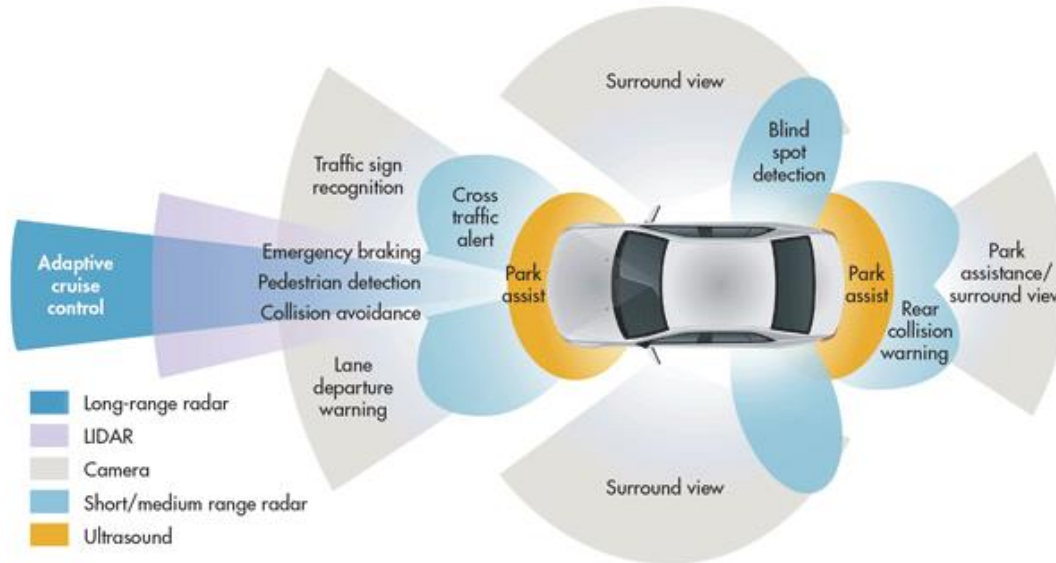 Surround view
Blind
spot
detection
Traffic sign
recognition
Cross
traffic
alert
Adaptive
cruise
control
Emergency braking
Pedestrian detection
Collision avoidance
Park
assist
Park
assist
Park
assistance/
surround view
Rear
collision
warning
Lane
departure
warning
Surround view
Long-range radar
LIDAR
Camera
Short/medium range radar
Ultrasound